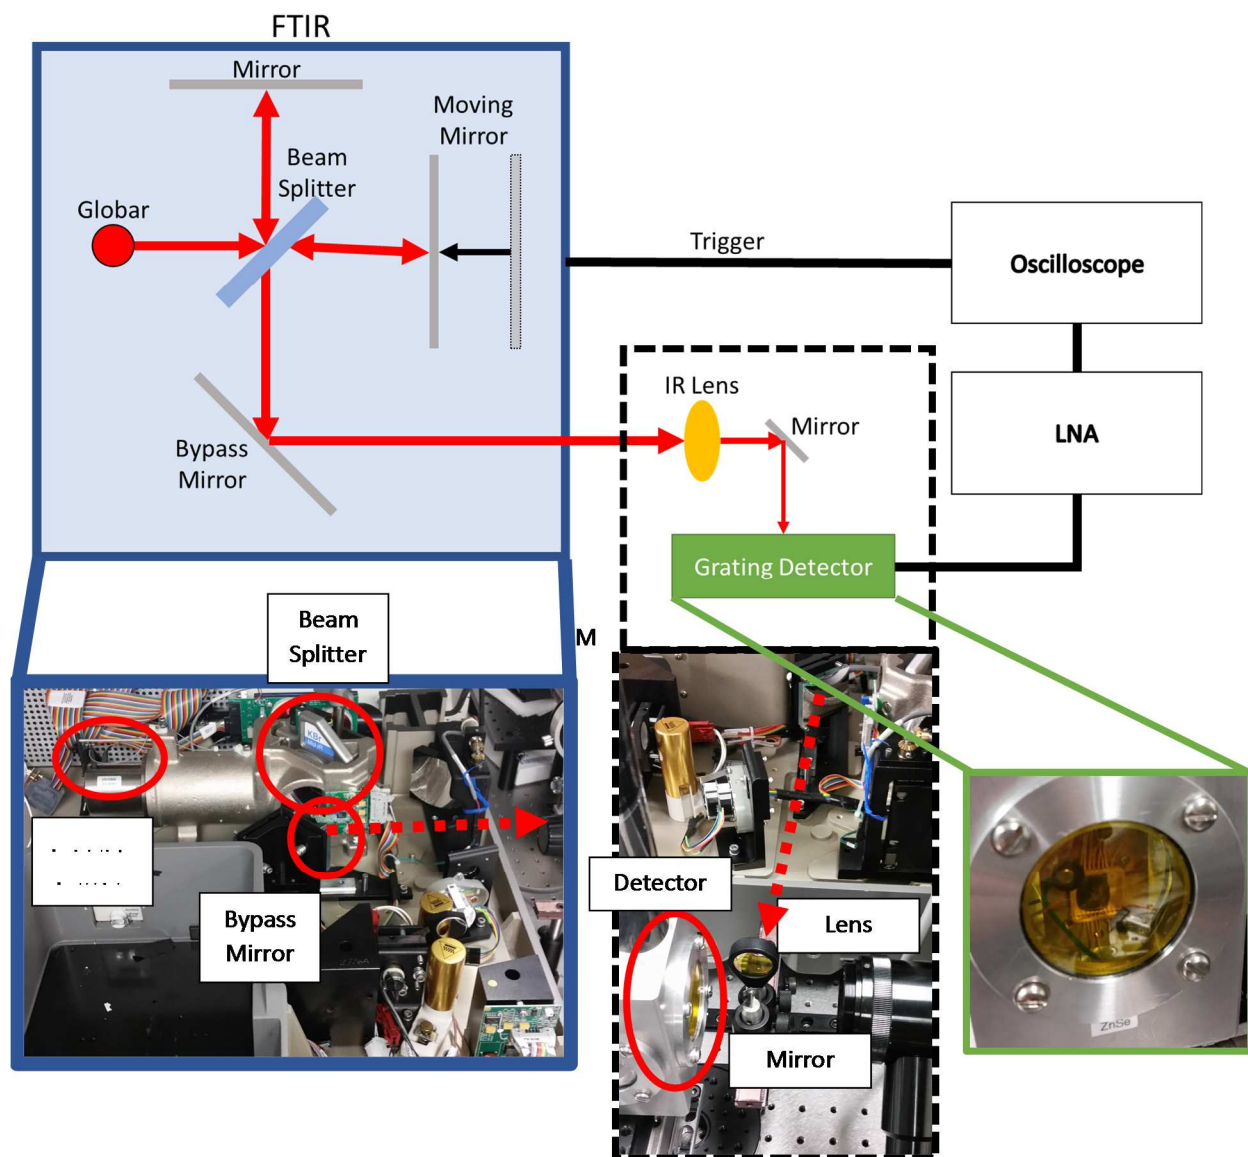 FTIR
Mirror
Moving
Mirror
Beam
Splitter
Globar
Trigger
Oscilloscope
IR Lens
Mirror
LNA
Bypass
Mirror
Grating Detector
M
Beam
Splitter
KBr
Detector
Lens
Bypass
Mirror
Mirror
ZnSe